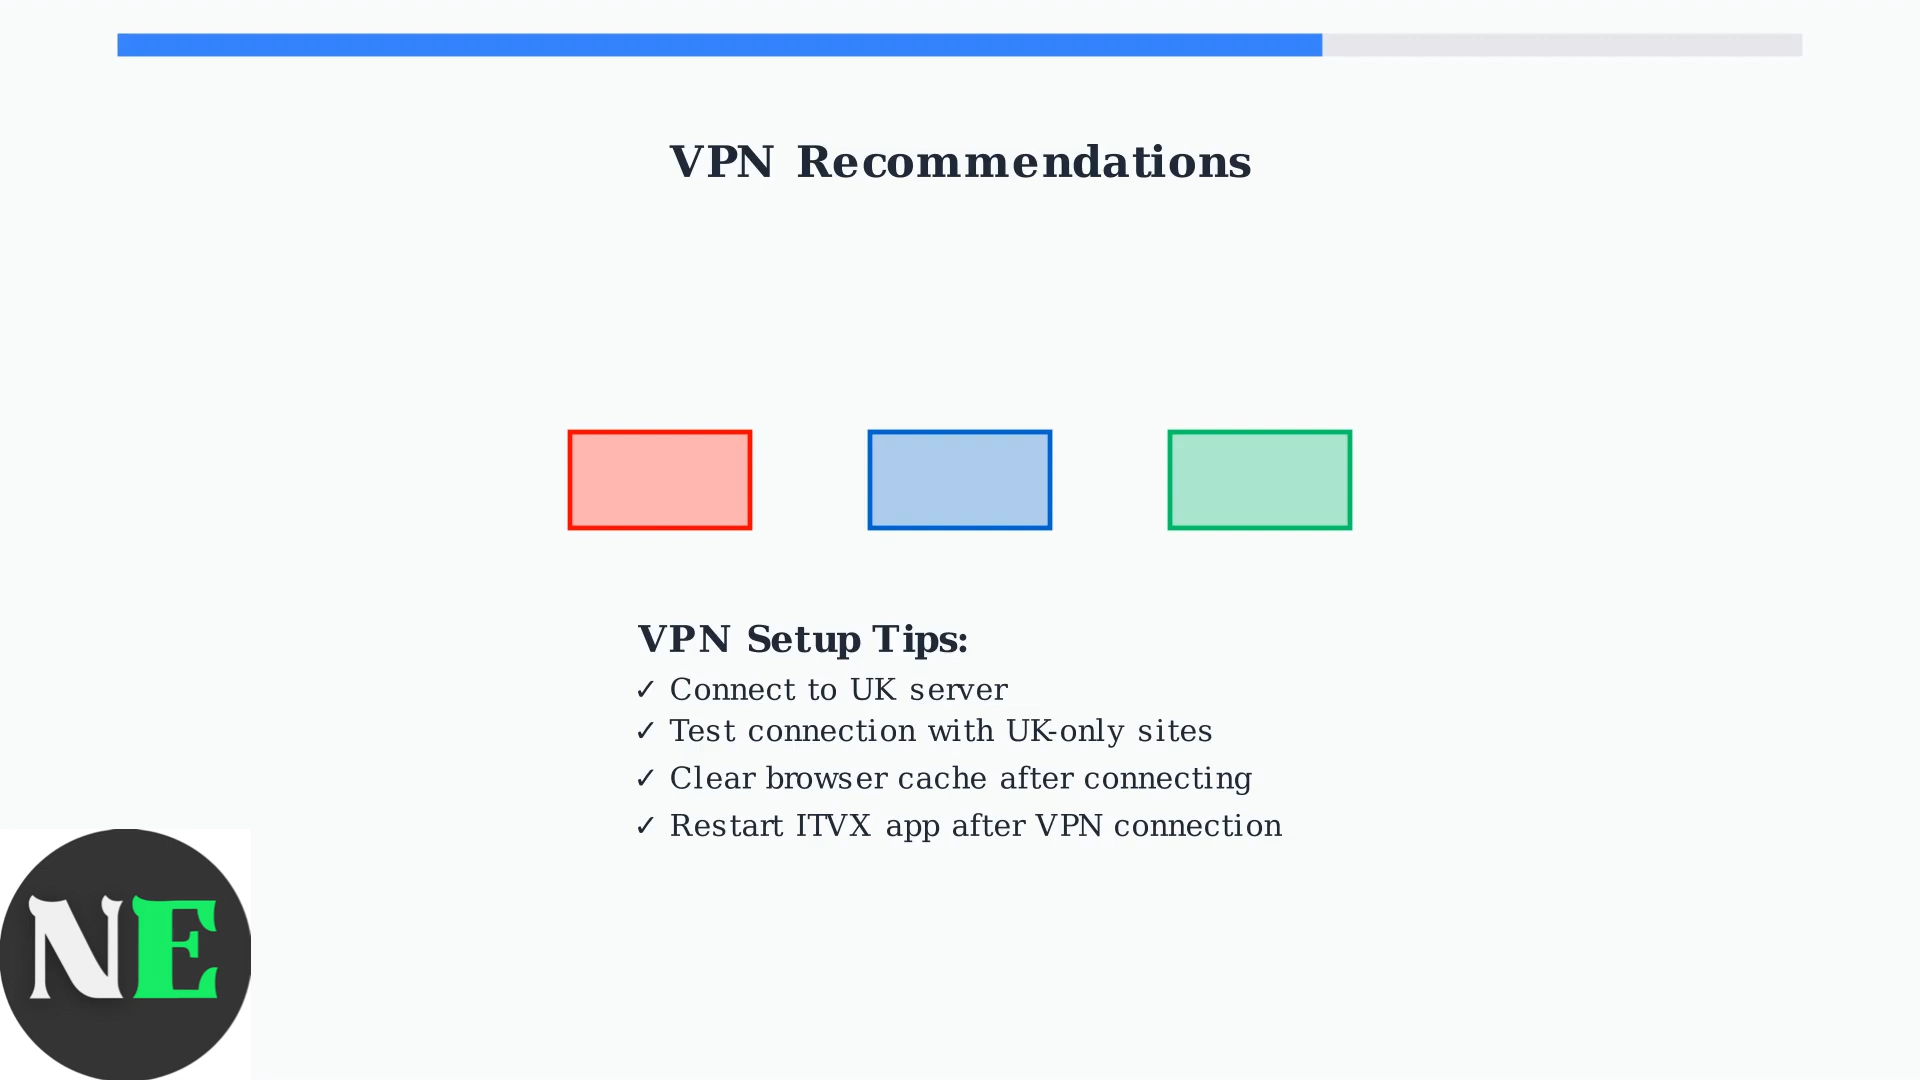 VPN Recommendations
VPN Setup Tips:
✓ Connect to UK server
✓ Test connection with UK-only sites
✓ Clear browser cache after connecting
✓ Restart ITVX app after VPN connection
NE